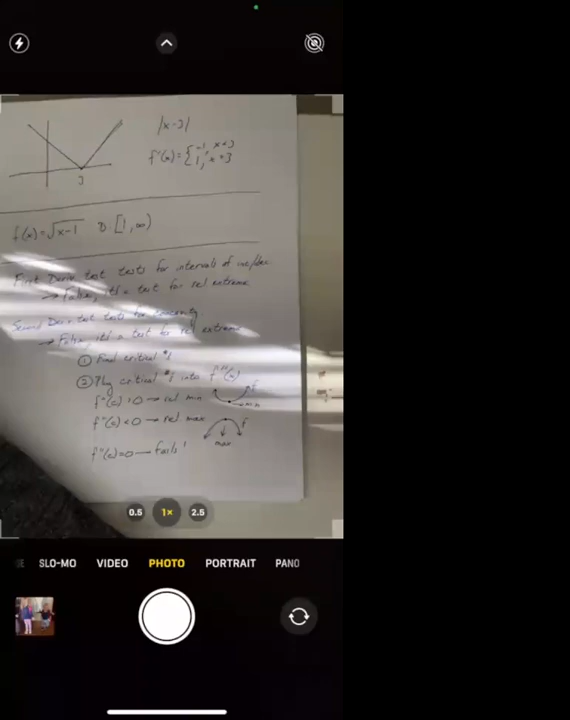 |x-3|
3
f'(x) = { -1, x<3
1, x>3
f(x) = √x-1 D [1,∞)
First Deriv test tests for intervals of inc/dec
→ False, it's a test for rel extrema
Second Deriv test tests for concavity
→ False, it's a test for rel extrema
① Find critical #s
② Plug critical #s into f''(x)
f''(c) > 0 → rel min
f
min
f''(c) < 0 → rel max
f
max
f''(c) = 0 — fails!
0.5
1×
2.5
SLO-MO
VIDEO
PHOTO
PORTRAIT
PANO